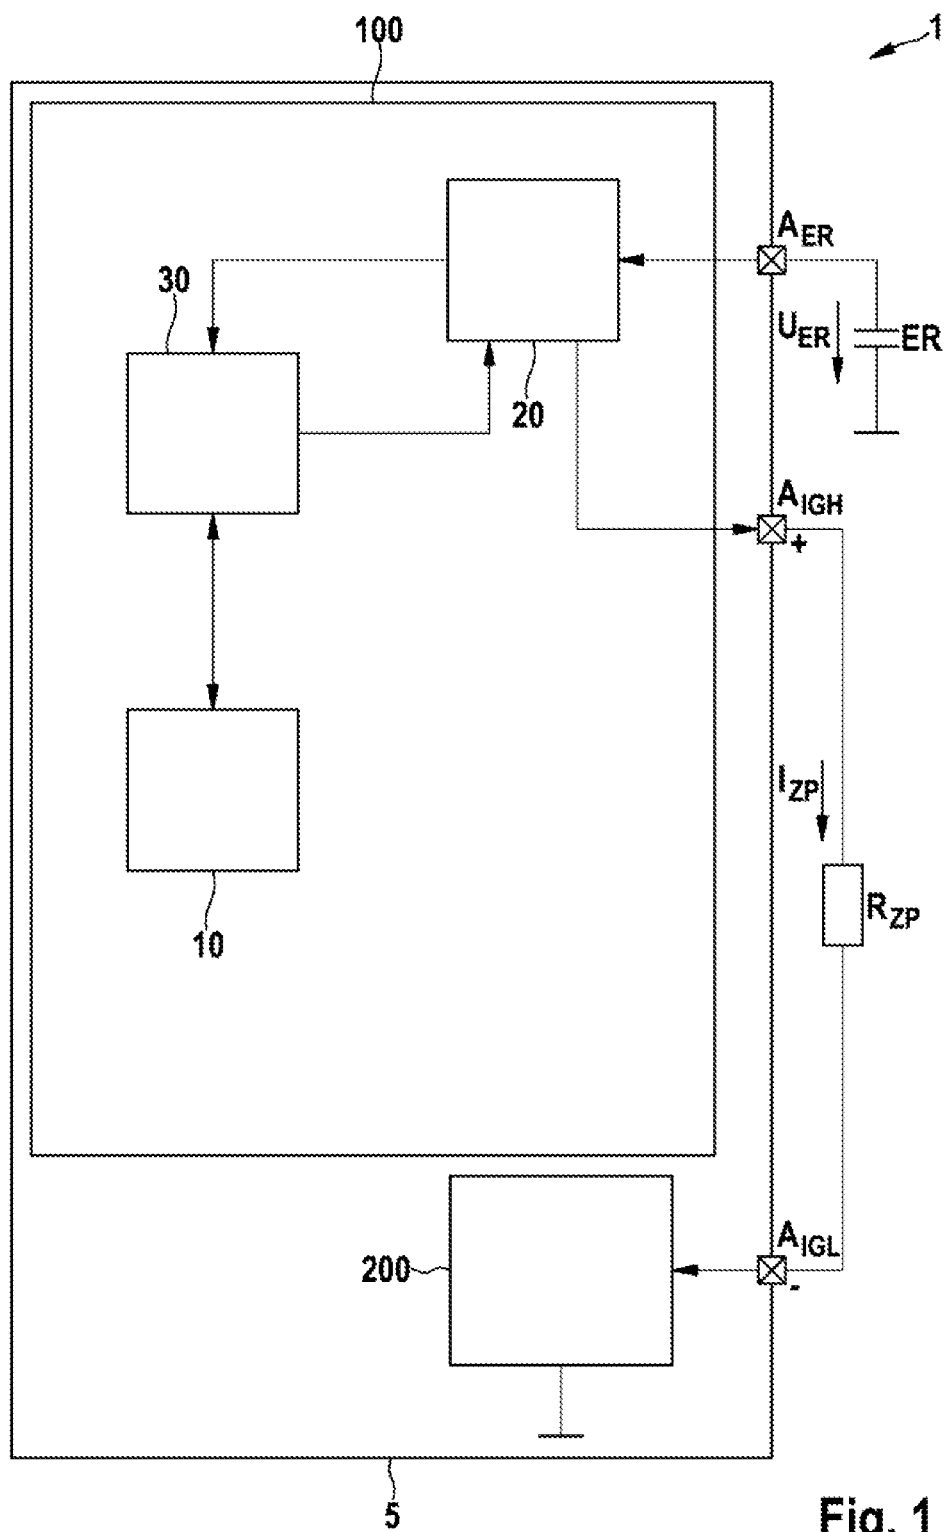 100
1
A_ER
30
U_ER
ER
20
A_IGH
+
I_ZP
R_ZP
10
A_IGL
200
-
5
Fig. 1